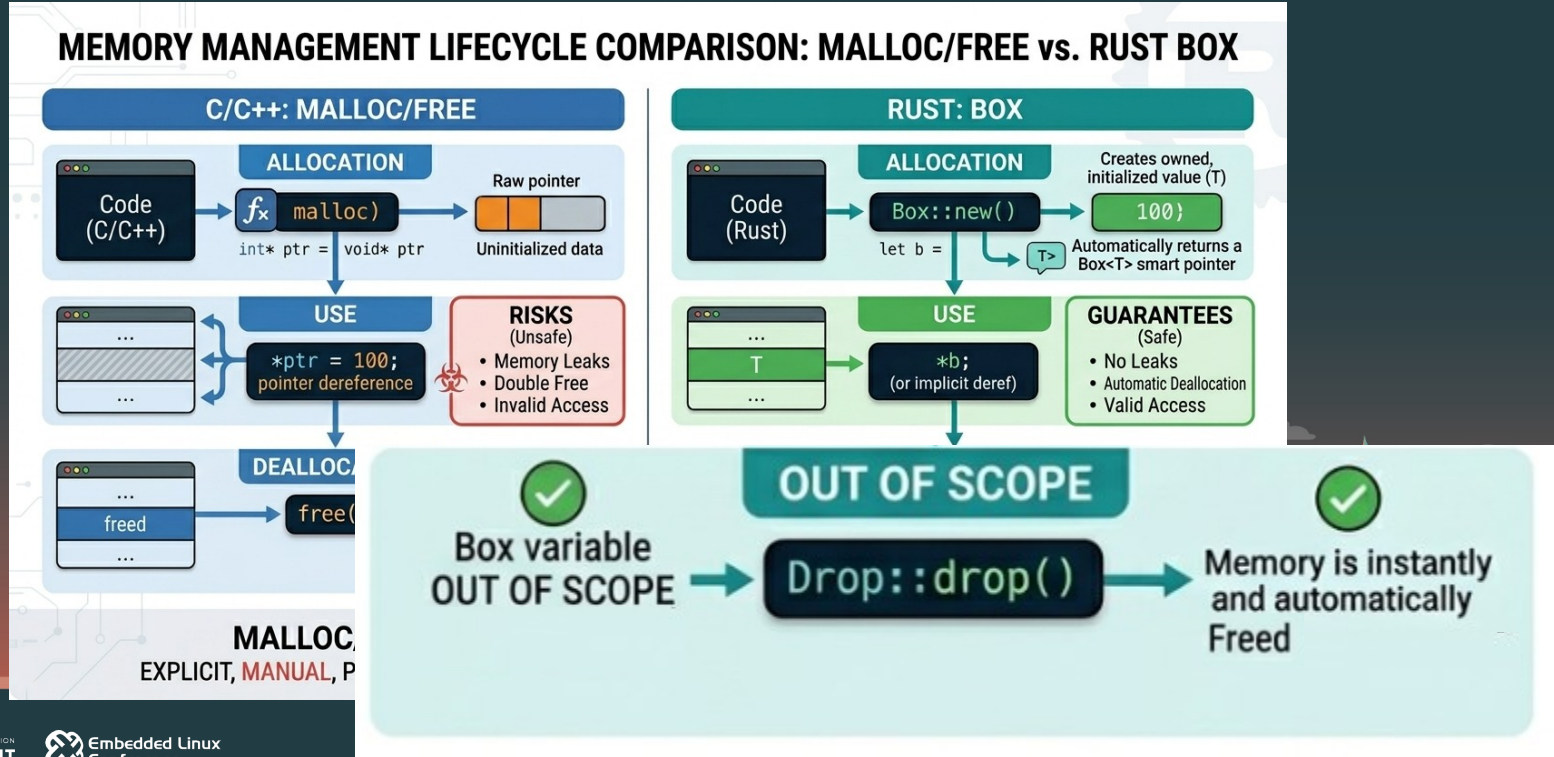 MEMORY MANAGEMENT LIFECYCLE COMPARISON: MALLOC/FREE vs. RUST BOX
C/C++: MALLOC/FREE
ALLOCATION
Code
(C/C++)
fx malloc)
int* ptr = void* ptr
Raw pointer
Uninitialized data
...
...
USE
*ptr = 100;
pointer dereference
RISKS
(Unsafe)
• Memory Leaks
• Double Free
• Invalid Access
...
freed
...
DEALLOCA
free(
MALLOC/
EXPLICIT, MANUAL, P
RUST: BOX
ALLOCATION
Code
(Rust)
Box::new()
let b =
Creates owned,
initialized value (T)
100}
T>
Automatically returns a
Box<T> smart pointer
...
T
...
USE
*b;
(or implicit deref)
GUARANTEES
(Safe)
• No Leaks
• Automatic Deallocation
• Valid Access
OUT OF SCOPE
Box variable
OUT OF SCOPE
Drop::drop()
Memory is instantly
and automatically
Freed
ION
Embedded Linux